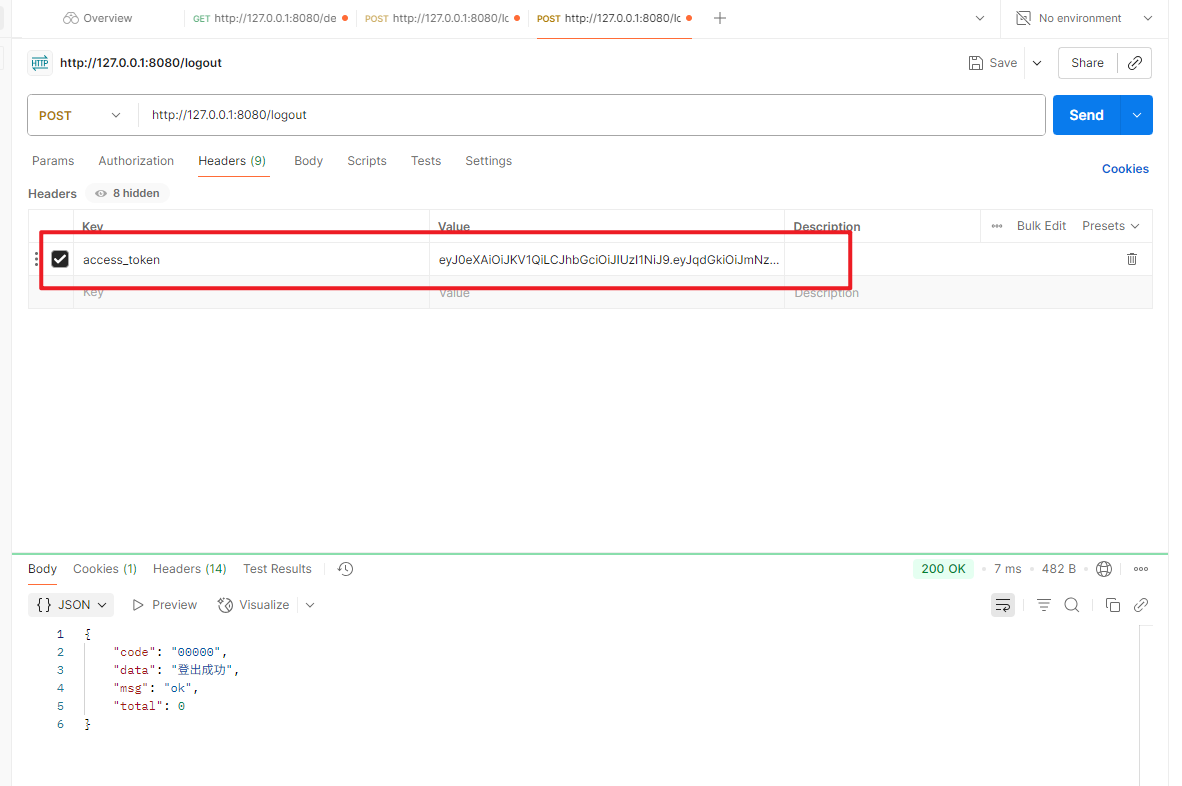 Overview
GET http://127.0.0.1:8080/de
POST http://127.0.0.1:8080/lc
POST http://127.0.0.1:8080/lc
No environment
HTTP
http://127.0.0.1:8080/logout
Save
Share
POST
http://127.0.0.1:8080/logout
Send
Params
Authorization
Headers (9)
Body
Scripts
Tests
Settings
Cookies
Headers
8 hidden
Key
Value
Description
Bulk Edit
Presets
access_token
eyJ0eXAiOiJKV1QiLCJhbGciOiJIUzI1NiJ9.eyJqdGkiOiJmNz...
Key
Value
Description
Body
Cookies (1)
Headers (14)
Test Results
200 OK
7 ms
482 B
{} JSON
Preview
Visualize
1 {
2 "code": "00000",
3 "data": "登出成功",
4 "msg": "ok",
5 "total": 0
6 }